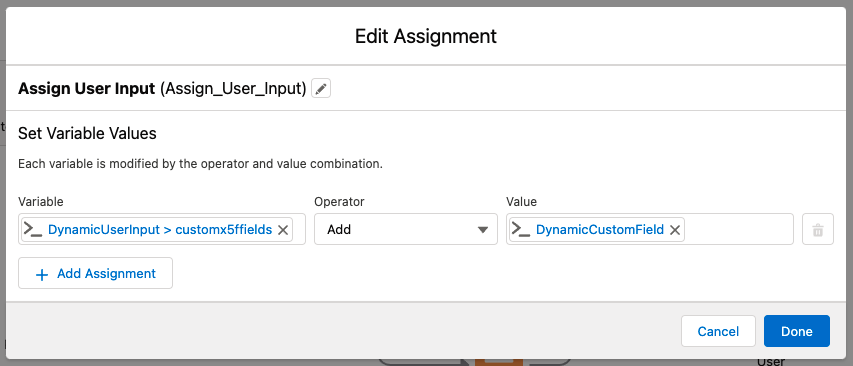 Edit Assignment
Assign User Input (Assign_User_Input)
Set Variable Values
Each variable is modified by the operator and value combination.
Variable Operator Value
DynamicUserInput > customx5ffields Add DynamicCustomField
Add Assignment
Cancel Done
User